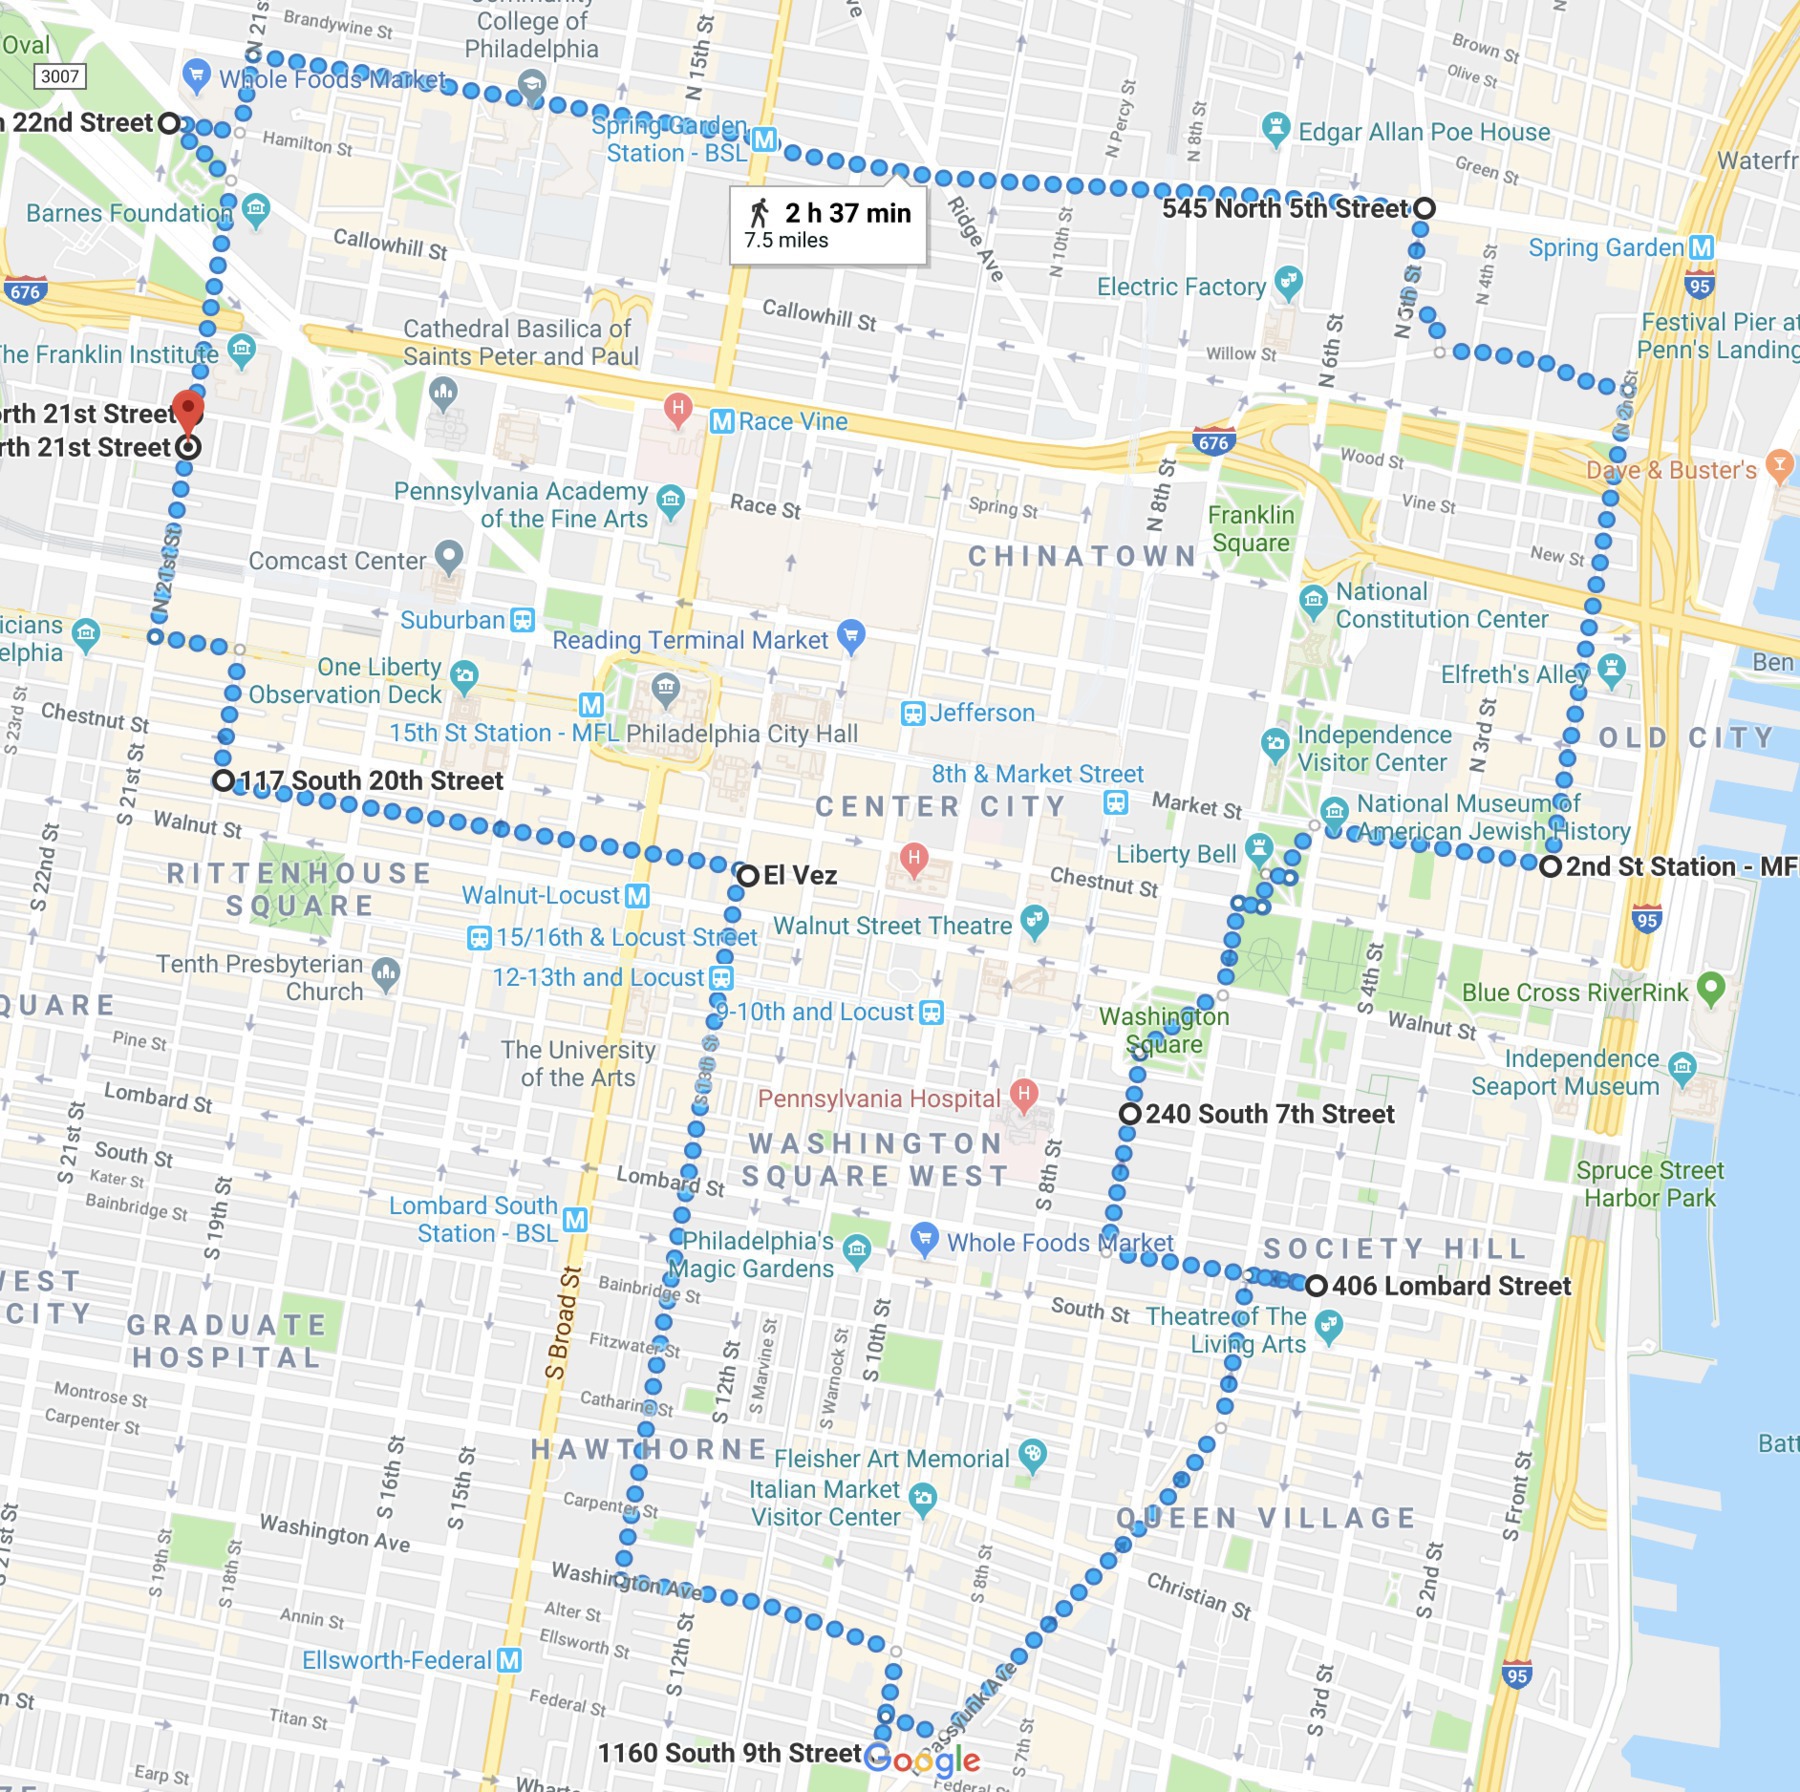 Community
College of
Philadelphia
N 15th St
N 21st
Brandywine St
Oval
3007
Whole Foods Market
Brown St
Olive St
n 22nd Street
Hamilton St
Spring Garden
Station - BSL
N Percy St
N 8th St
Edgar Allan Poe House
Green St
Waterfr
Barnes Foundation
2 h 37 min
7.5 miles
545 North 5th Street
Ridge Ave
N 10th St
Callowhill St
Spring Garden
N 4th St
676
95
Electric Factory
N 5th St
Callowhill St
Cathedral Basilica of
Saints Peter and Paul
The Franklin Institute
Festival Pier at
Penn's Landing
Willow St
N 6th St
N 2nd St
orth 21st Street
rth 21st Street
H
Race Vine
676
Wood St
Dave & Buster's
Pennsylvania Academy
of the Fine Arts
Race St
Spring St
N 8th St
Franklin
Square
Vine St
Comcast Center
CHINATOWN
New St
N 21st St
National
Constitution Center
Suburban
icians
elphia
Reading Terminal Market
Ben
One Liberty
Observation Deck
Elfreth's Alley
S 23rd St
Chestnut St
15th St Station - MFL
Philadelphia City Hall
Jefferson
Independence
Visitor Center
N 3rd St
OLD CITY
S 21st St
117 South 20th Street
8th & Market Street
CENTER CITY
Market St
National Museum of
American Jewish History
Walnut St
Liberty Bell
2nd St Station - MF
S 22nd St
RITTENHOUSE
SQUARE
El Vez
H
Chestnut St
Walnut-Locust
Walnut Street Theatre
95
15/16th & Locust Street
Tenth Presbyterian
Church
12-13th and Locust
S 4th St
Blue Cross RiverRink
QUARE
9-10th and Locust
Washington
Square
Walnut St
Pine St
The University
of the Arts
S 13th St
Independence
Seaport Museum
Lombard St
Pennsylvania Hospital
H
240 South 7th Street
S 21st St
South St
Kater St
Bainbridge St
WASHINGTON
SQUARE WEST
Lombard St
S 8th St
Spruce Street
Harbor Park
S 19th St
Lombard South
Station - BSL
Philadelphia's
Magic Gardens
Whole Foods Market
SOCIETY HILL
WEST
CITY
Bainbridge St
406 Lombard Street
GRADUATE
HOSPITAL
S Broad St
South St
Theatre of The
Living Arts
Fitzwater St
S 12th St
S Marvine St
S Warnock St
S 10th St
Montrose St
Carpenter St
Catharine St
HAWTHORNE
Fleisher Art Memorial
Batt
S 16th St
S 15th St
Italian Market
Visitor Center
Carpenter St
QUEEN VILLAGE
S Front St
Washington Ave
S 21st St
S 19th St
S 18th St
Washington Ave
S 8th St
Christian St
S 2nd St
Annin St
Alter St
Ellsworth St
Ellsworth-Federal
S 12th St
Passyunk Ave
95
n St
Federal St
Titan St
S 7th St
S 3rd St
1160 South 9th Street
Google
Earp St
Whart
Federal St